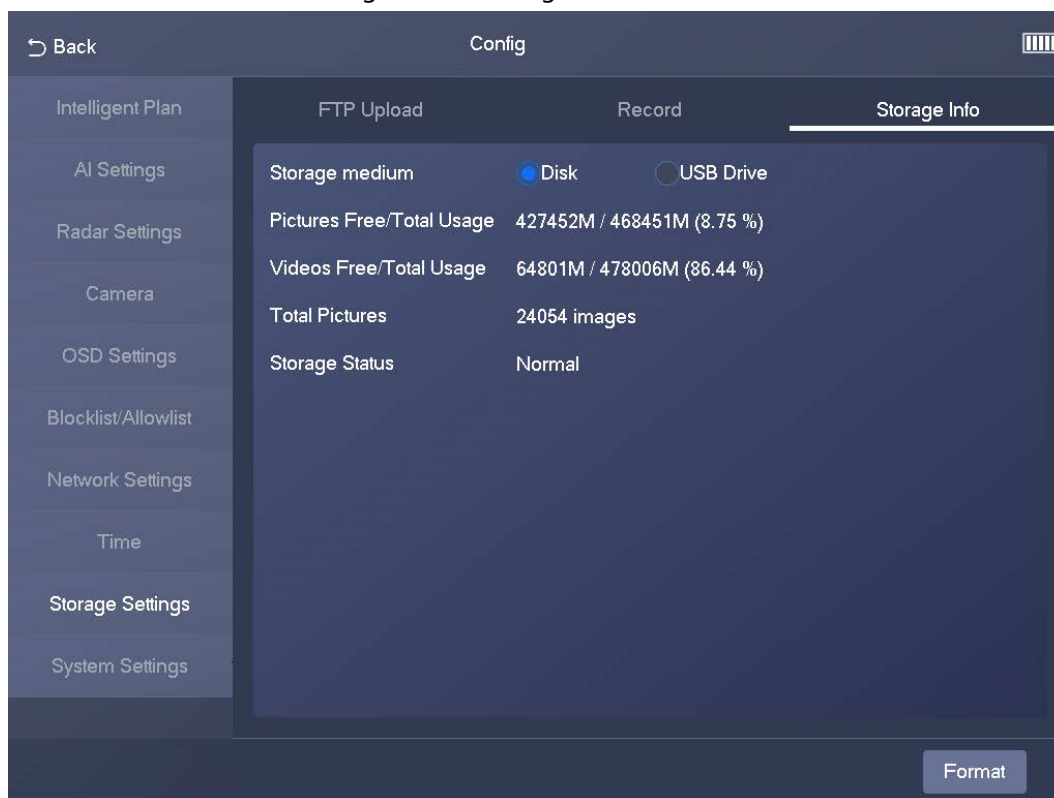 Back
Config
Intelligent Plan
AI Settings
Radar Settings
Camera
OSD Settings
Blocklist/Allowlist
Network Settings
Time
Storage Settings
System Settings
FTP Upload
Record
Storage Info
Storage medium Disk USB Drive
Pictures Free/Total Usage 427452M / 468451M (8.75 %)
Videos Free/Total Usage 64801M / 478006M (86.44 %)
Total Pictures 24054 images
Storage Status Normal
Format